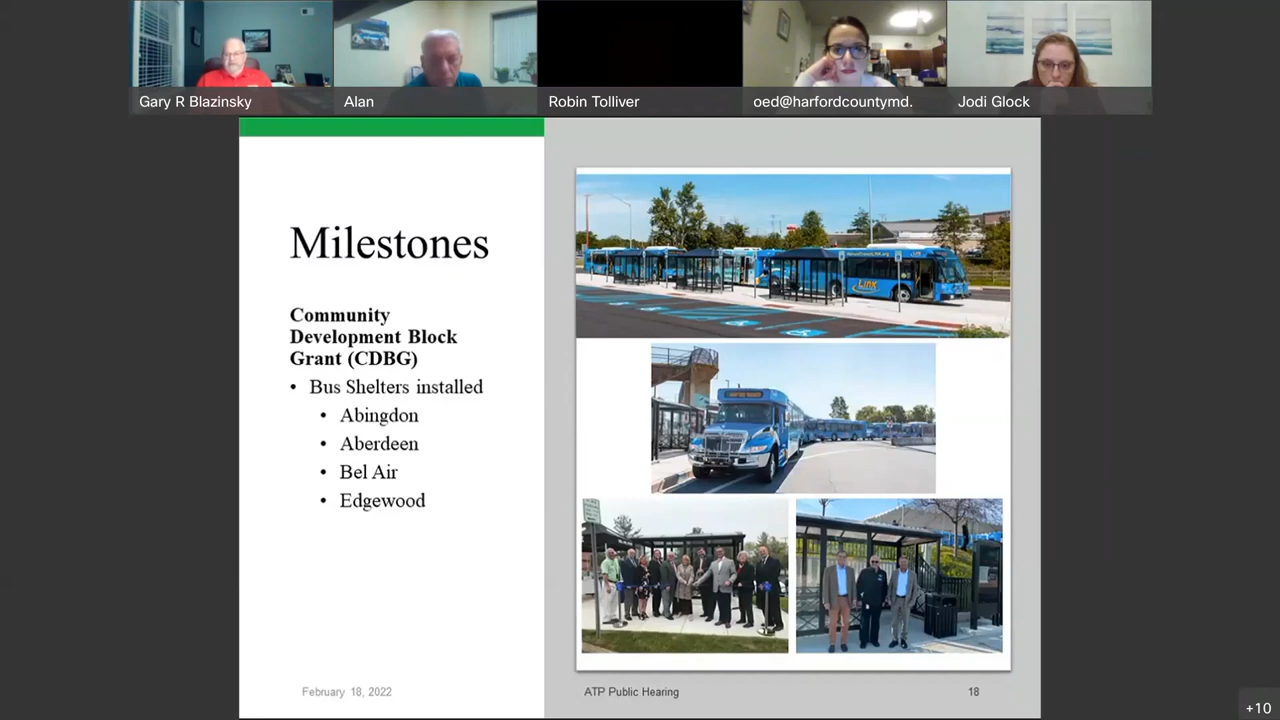 Gary R Blazinsky
Alan
Robin Tolliver
oed@harfordcountymd.
Jodi Glock
Milestones
Community
Development Block
Grant (CDBG)
• Bus Shelters installed
• Abingdon
• Aberdeen
• Bel Air
• Edgewood
Link
February 18, 2022
ATP Public Hearing
18
+10